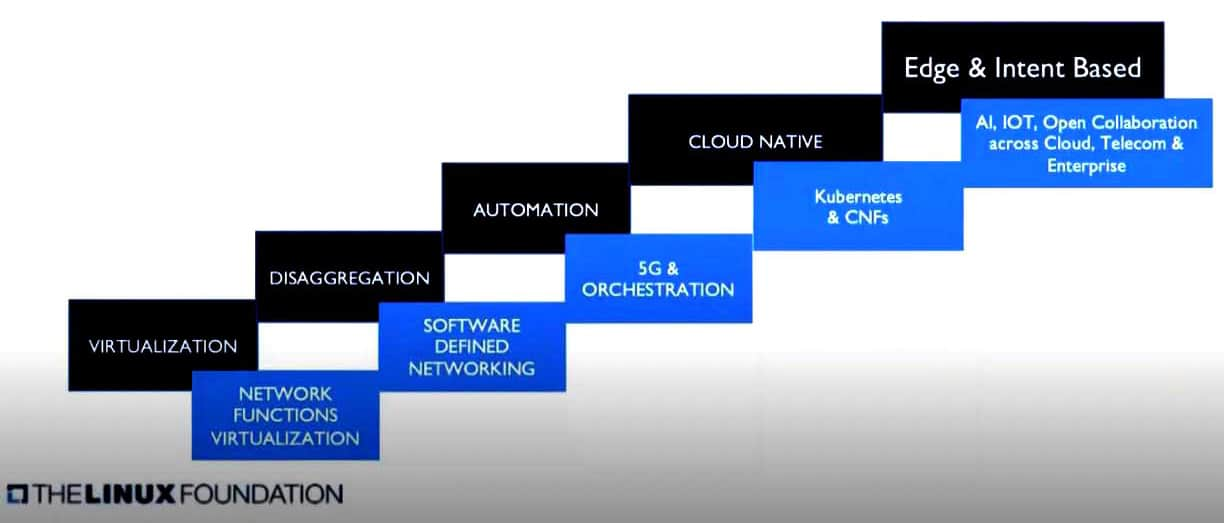 Edge & Intent Based
AI, IOT, Open Collaboration
across Cloud, Telecom &
Enterprise
CLOUD NATIVE
Kubernetes
& CNFs
AUTOMATION
5G &
ORCHESTRATION
DISAGGREGATION
SOFTWARE
DEFINED
NETWORKING
VIRTUALIZATION
NETWORK
FUNCTIONS
VIRTUALIZATION
THE LINUX FOUNDATION